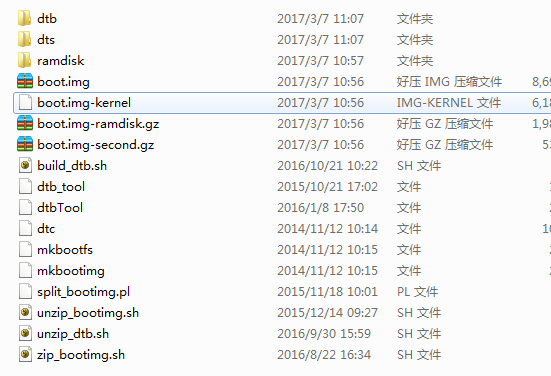 dtb 2017/3/7 11:07 文件夹
dts 2017/3/7 11:07 文件夹
ramdisk 2017/3/7 10:57 文件夹
boot.img 2017/3/7 10:56 好压 IMG 压缩文件 8,69
boot.img-kernel 2017/3/7 10:56 IMG-KERNEL 文件 6,18
boot.img-ramdisk.gz 2017/3/7 10:56 好压 GZ 压缩文件 1,98
boot.img-second.gz 2017/3/7 10:56 好压 GZ 压缩文件 53
build_dtb.sh 2016/10/21 10:22 SH 文件
dtb_tool 2015/10/21 17:02 文件
dtbTool 2016/1/8 17:50 文件
dtc 2014/11/12 10:14 文件 10
mkbootfs 2014/11/12 10:15 文件
mkbootimg 2014/11/12 10:15 文件
split_bootimg.pl 2015/11/18 10:01 PL 文件
unzip_bootimg.sh 2015/12/14 09:27 SH 文件
unzip_dtb.sh 2016/9/30 15:59 SH 文件
zip_bootimg.sh 2016/8/22 16:34 SH 文件